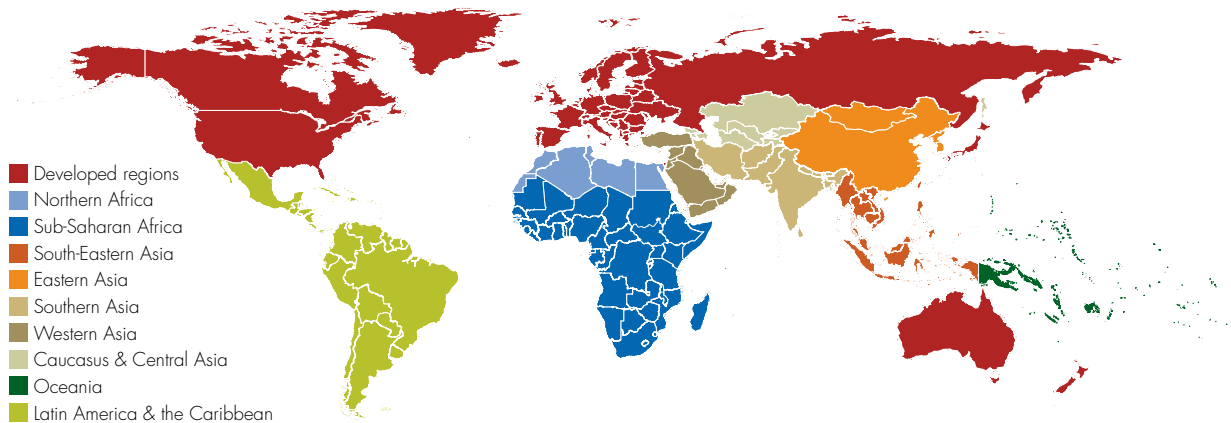 Developed regions
Northern Africa
Sub-Saharan Africa
South-Eastern Asia
Eastern Asia
Southern Asia
Western Asia
Caucasus & Central Asia
Oceania
Latin America & the Caribbean